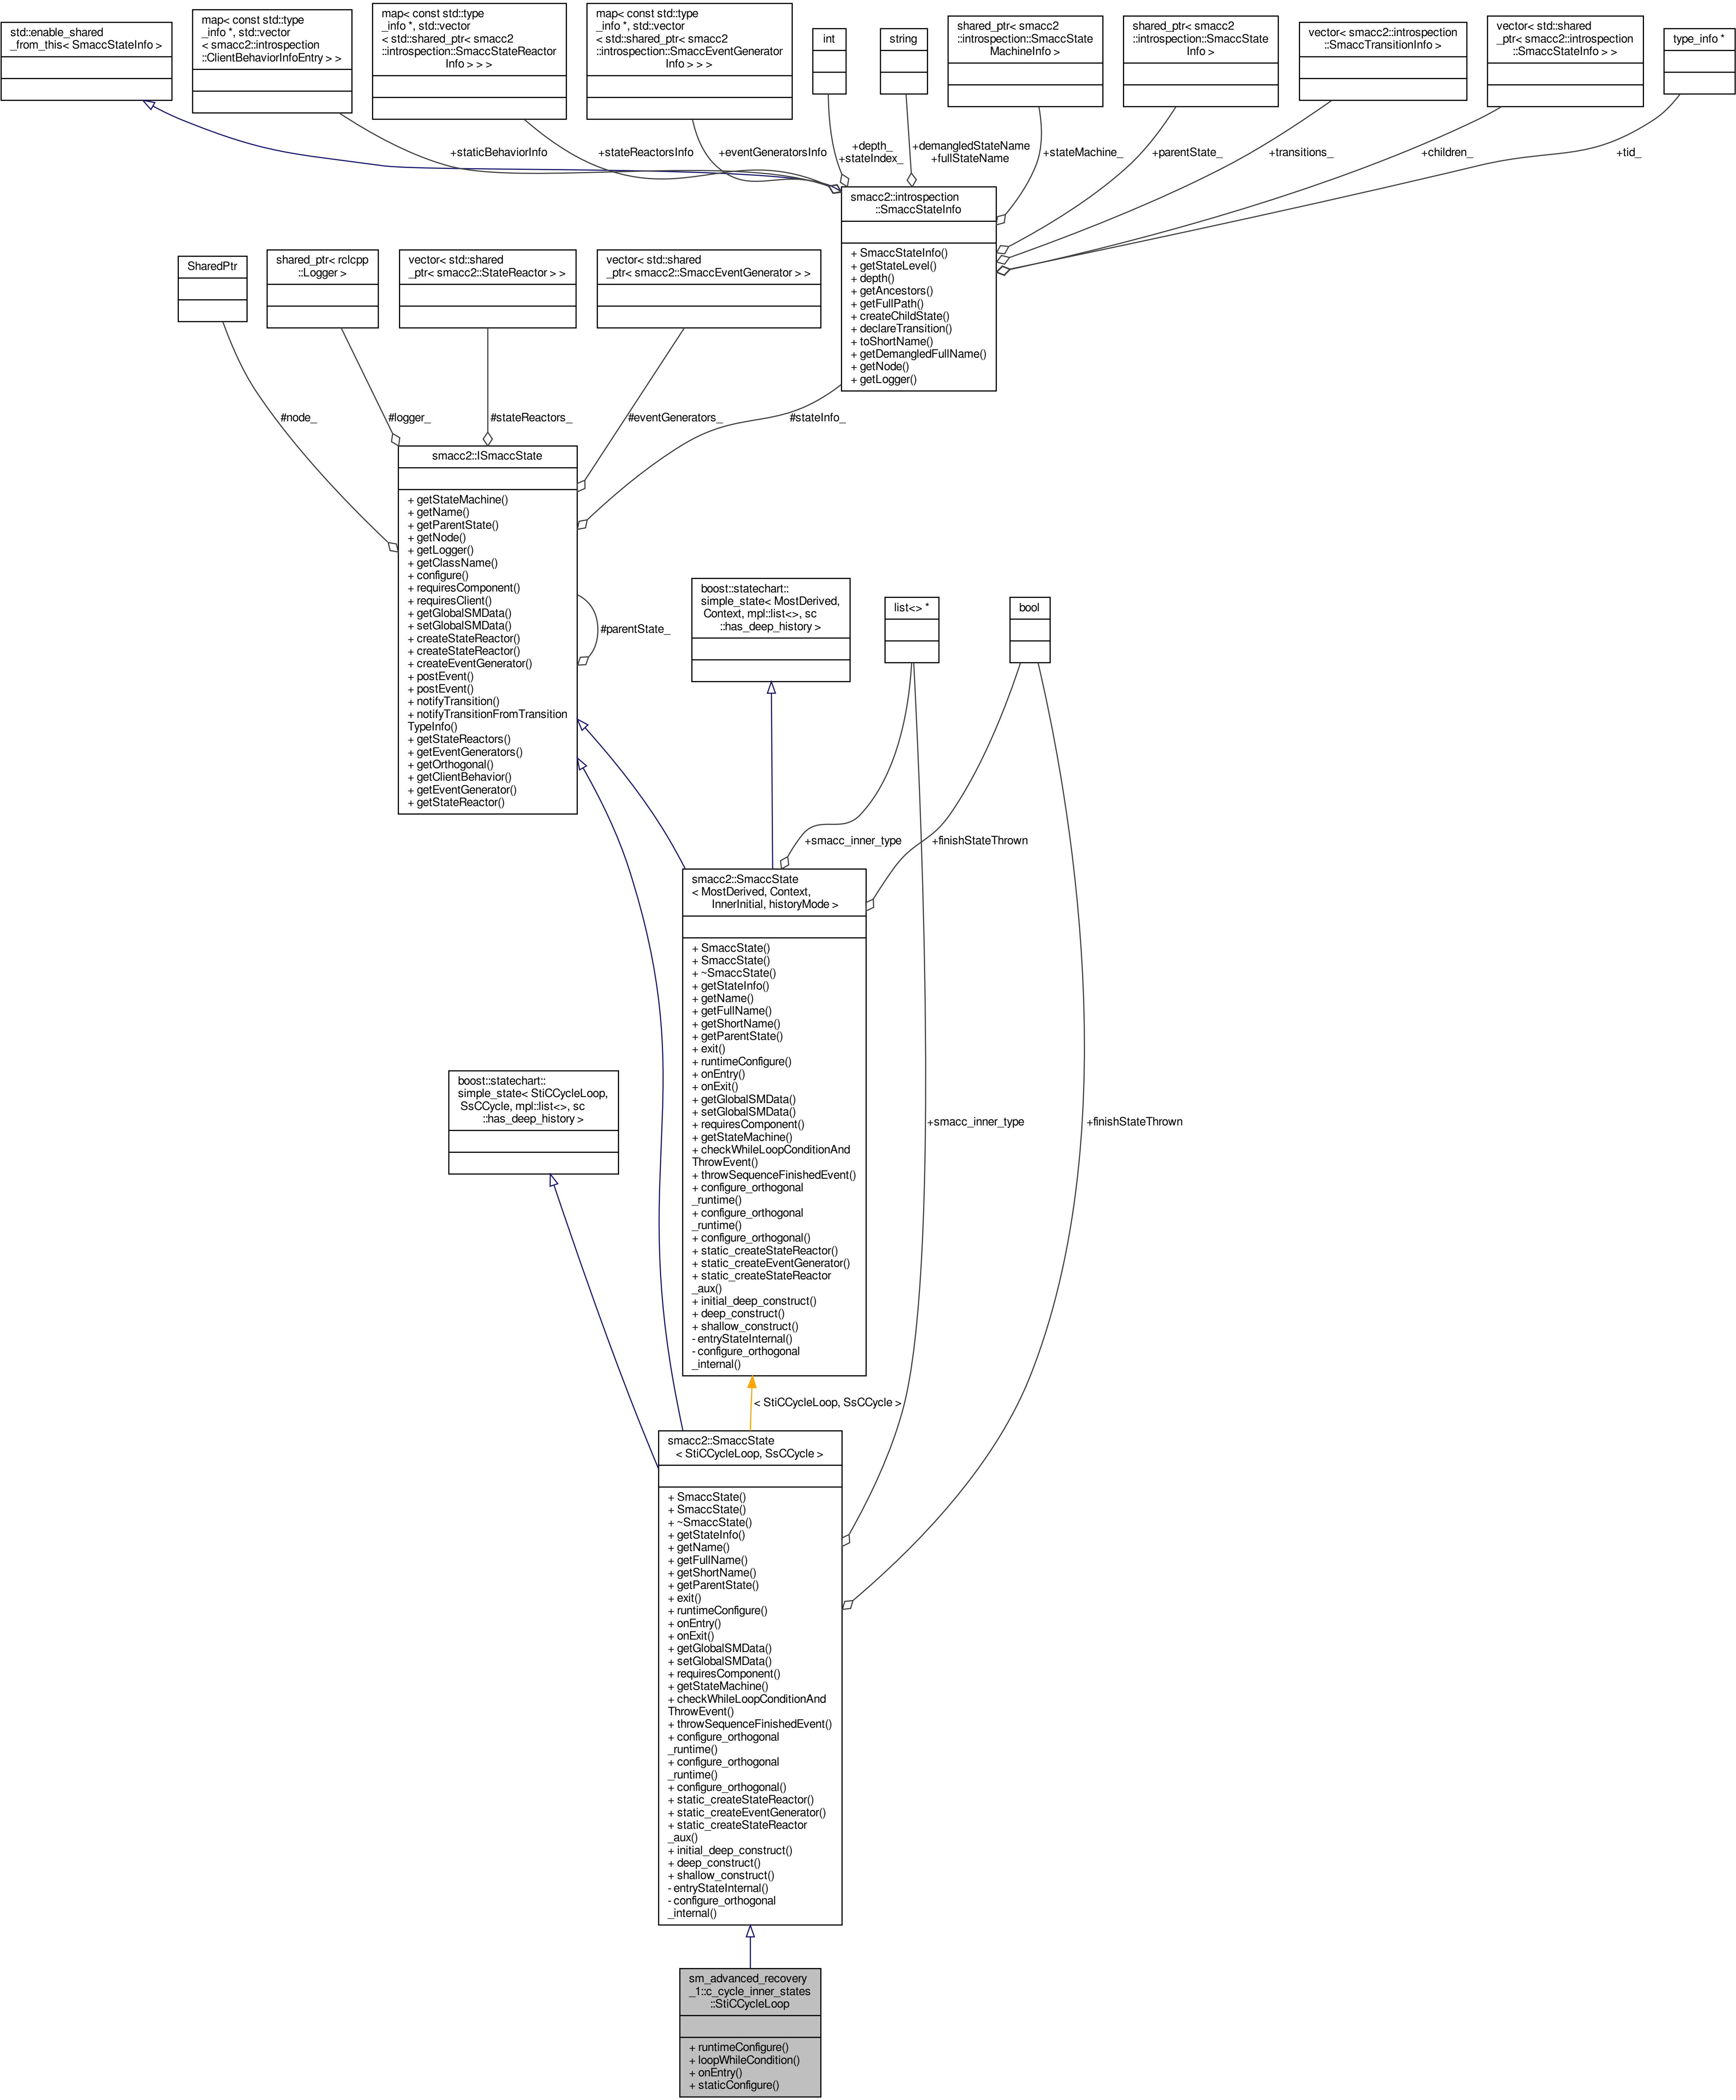 std::enable_shared
_from_this< SmaccStateInfo >
map< const std::type
_info *, std::vector
< smacc2::introspection
::ClientBehaviorInfoEntry > >
map< const std::type
_info *, std::vector
< std::shared_ptr< smacc2
::introspection::SmaccStateReactor
Info > > >
map< const std::type
_info *, std::vector
< std::shared_ptr< smacc2
::introspection::SmaccEventGenerator
Info > > >
int
string
shared_ptr< smacc2
::introspection::SmaccState
MachineInfo >
shared_ptr< smacc2
::introspection::SmaccState
Info >
vector< smacc2::introspection
::SmaccTransitionInfo >
vector< std::shared
_ptr< smacc2::introspection
::SmaccStateInfo > >
type_info *
+staticBehaviorInfo
+stateReactorsInfo
+eventGeneratorsInfo
+depth_
+stateIndex_
+demangledStateName
+fullStateName
+stateMachine_
+parentState_
+transitions_
+children_
+tid_
smacc2::introspection
::SmaccStateInfo
+ SmaccStateInfo()
+ getStateLevel()
+ depth()
+ getAncestors()
+ getFullPath()
+ createChildState()
+ declareTransition()
+ toShortName()
+ getDemangledFullName()
+ getNode()
+ getLogger()
SharedPtr
shared_ptr< rclcpp
::Logger >
vector< std::shared
_ptr< smacc2::StateReactor > >
vector< std::shared
_ptr< smacc2::SmaccEventGenerator > >
#node_
#logger_
#stateReactors_
#eventGenerators_
#stateInfo_
smacc2::ISmaccState
+ getStateMachine()
+ getName()
+ getParentState()
+ getNode()
+ getLogger()
+ getClassName()
+ configure()
+ requiresComponent()
+ requiresClient()
+ getGlobalSMData()
+ setGlobalSMData()
+ createStateReactor()
+ createStateReactor()
+ createEventGenerator()
+ postEvent()
+ postEvent()
+ notifyTransition()
+ notifyTransitionFromTransition
TypeInfo()
+ getStateReactors()
+ getEventGenerators()
+ getOrthogonal()
+ getClientBehavior()
+ getEventGenerator()
+ getStateReactor()
#parentState_
boost::statechart::
simple_state< MostDerived,
Context, mpl::list<>, sc
::has_deep_history >
list<> *
bool
+smacc_inner_type
+finishStateThrown
smacc2::SmaccState
< MostDerived, Context,
InnerInitial, historyMode >
+ SmaccState()
+ SmaccState()
+ ~SmaccState()
+ getStateInfo()
+ getName()
+ getFullName()
+ getShortName()
+ getParentState()
+ exit()
+ runtimeConfigure()
+ onEntry()
+ onExit()
+ getGlobalSMData()
+ setGlobalSMData()
+ requiresComponent()
+ getStateMachine()
+ checkWhileLoopConditionAnd
ThrowEvent()
+ throwSequenceFinishedEvent()
+ configure_orthogonal
_runtime()
+ configure_orthogonal
_runtime()
+ configure_orthogonal()
+ static_createStateReactor()
+ static_createEventGenerator()
+ static_createStateReactor
_aux()
+ initial_deep_construct()
+ deep_construct()
+ shallow_construct()
- entryStateInternal()
- configure_orthogonal
_internal()
boost::statechart::
simple_state< StiCCycleLoop,
SsCCycle, mpl::list<>, sc
::has_deep_history >
+smacc_inner_type
+finishStateThrown
< StiCCycleLoop, SsCCycle >
smacc2::SmaccState
< StiCCycleLoop, SsCCycle >
+ SmaccState()
+ SmaccState()
+ ~SmaccState()
+ getStateInfo()
+ getName()
+ getFullName()
+ getShortName()
+ getParentState()
+ exit()
+ runtimeConfigure()
+ onEntry()
+ onExit()
+ getGlobalSMData()
+ setGlobalSMData()
+ requiresComponent()
+ getStateMachine()
+ checkWhileLoopConditionAnd
ThrowEvent()
+ throwSequenceFinishedEvent()
+ configure_orthogonal
_runtime()
+ configure_orthogonal
_runtime()
+ configure_orthogonal()
+ static_createStateReactor()
+ static_createEventGenerator()
+ static_createStateReactor
_aux()
+ initial_deep_construct()
+ deep_construct()
+ shallow_construct()
- entryStateInternal()
- configure_orthogonal
_internal()
sm_advanced_recovery
_1::c_cycle_inner_states
::StiCCycleLoop
+ runtimeConfigure()
+ loopWhileCondition()
+ onEntry()
+ staticConfigure()